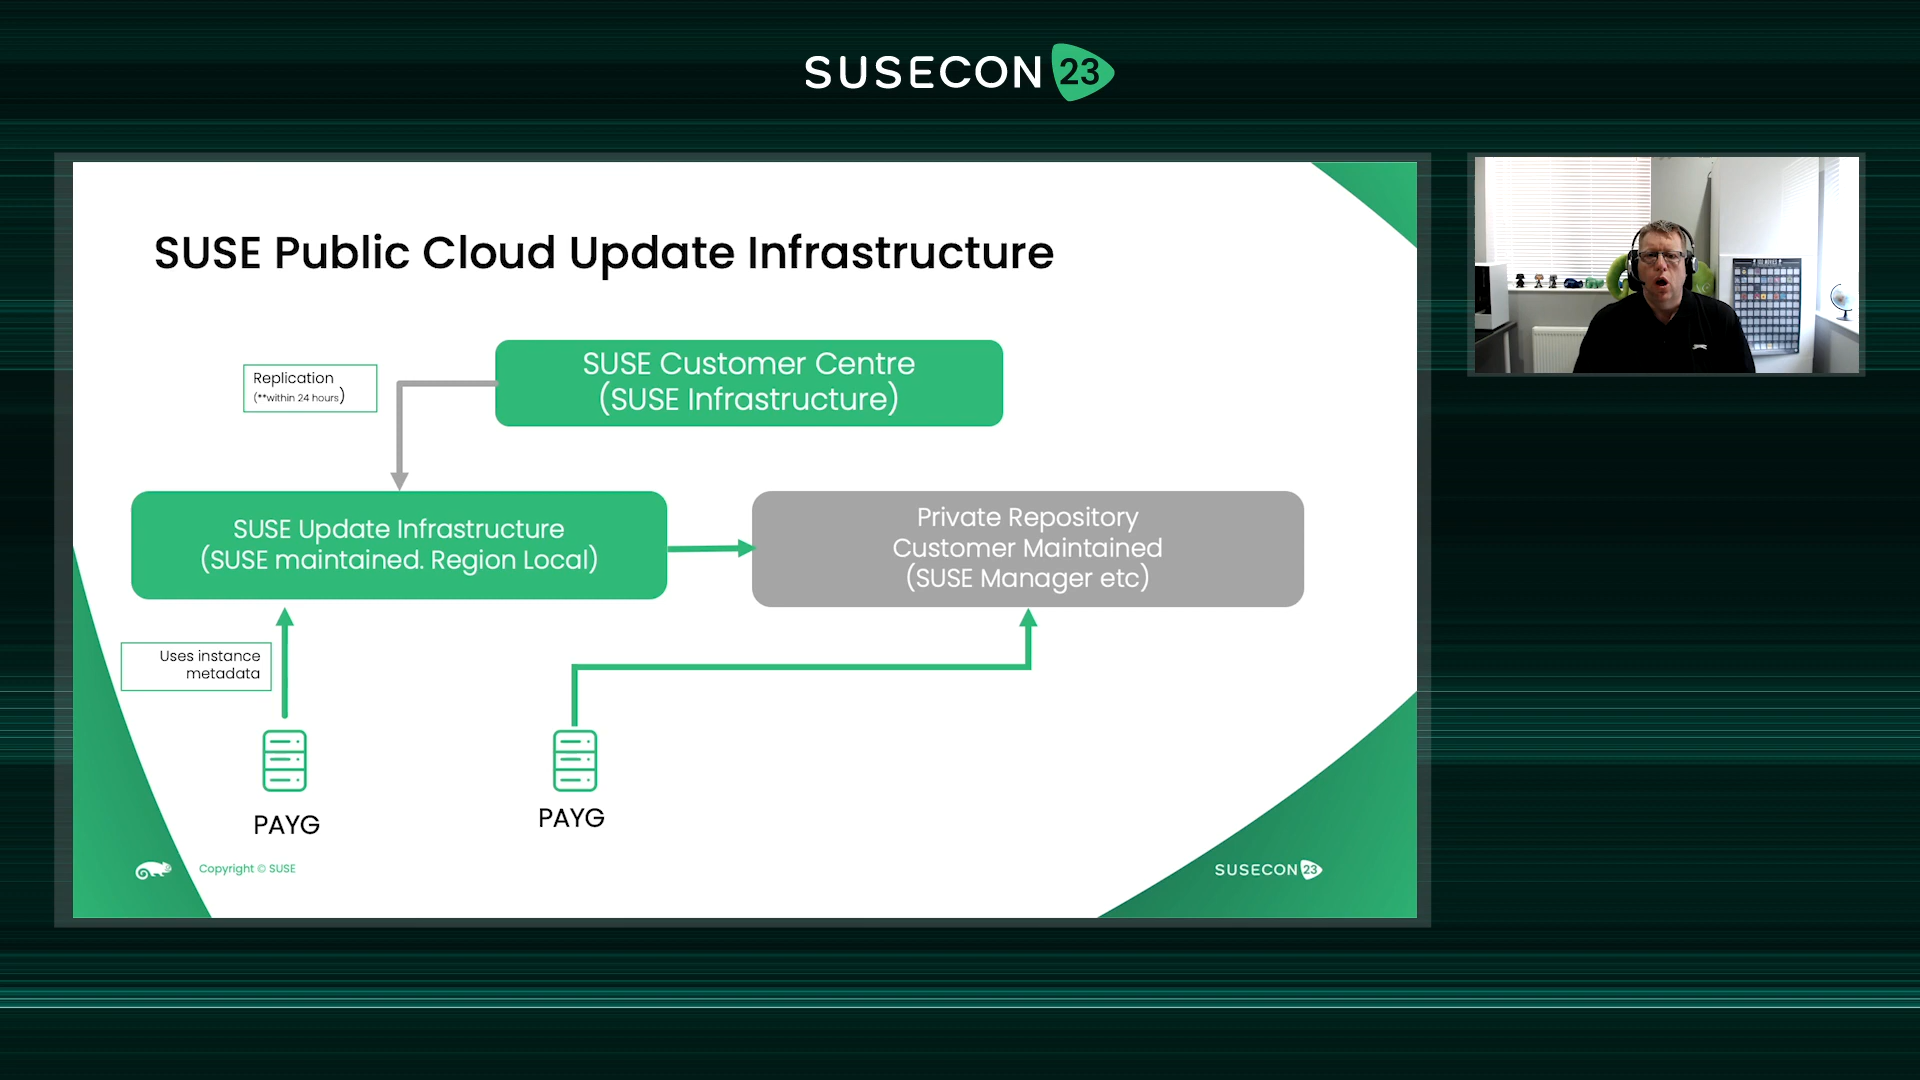 SUSECON 23
SUSE Public Cloud Update Infrastructure
Replication
(**within 24 hours)
SUSE Customer Centre
(SUSE Infrastructure)
SUSE Update Infrastructure
(SUSE maintained. Region Local)
Private Repository
Customer Maintained
(SUSE Manager etc)
Uses instance
metadata
PAYG
PAYG
Copyright © SUSE
SUSECON 23